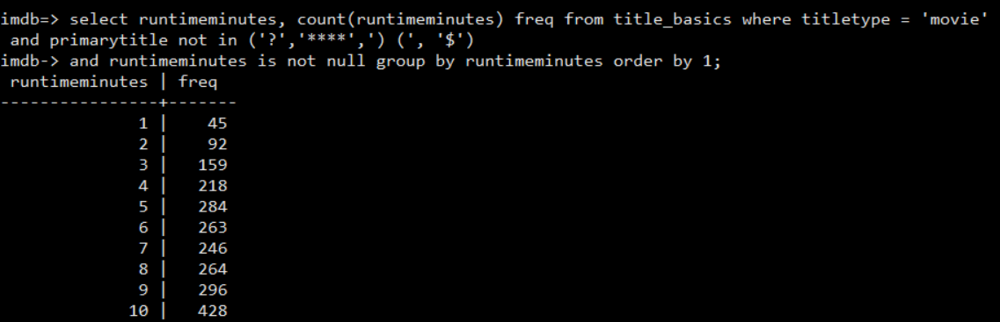 imdb=> select runtimeminutes, count(runtimeminutes) freq from title_basics where titletype = 'movie'
 and primarytitle not in ('?','****',') (', '$')
imdb-> and runtimeminutes is not null group by runtimeminutes order by 1;
 runtimeminutes | freq
----------------+-------
              1 |    45
              2 |    92
              3 |   159
              4 |   218
              5 |   284
              6 |   263
              7 |   246
              8 |   264
              9 |   296
             10 |   428